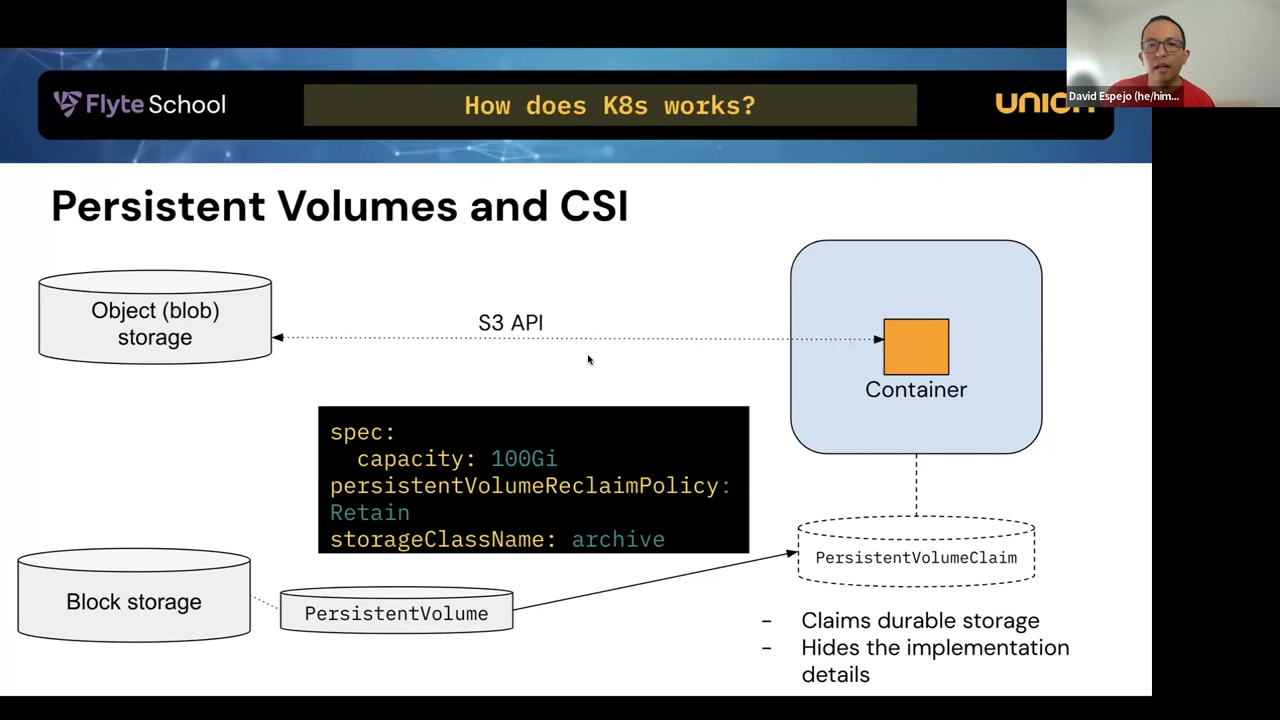 Flyte School
How does K8s works?
UNION
David Espejo (he/him...
Persistent Volumes and CSI
Object (blob)
storage
S3 API
Container
spec:
capacity: 100Gi
persistentVolumeReclaimPolicy:
Retain
storageClassName: archive
PersistentVolumeClaim
Block storage
PersistentVolume
- Claims durable storage
- Hides the implementation
details